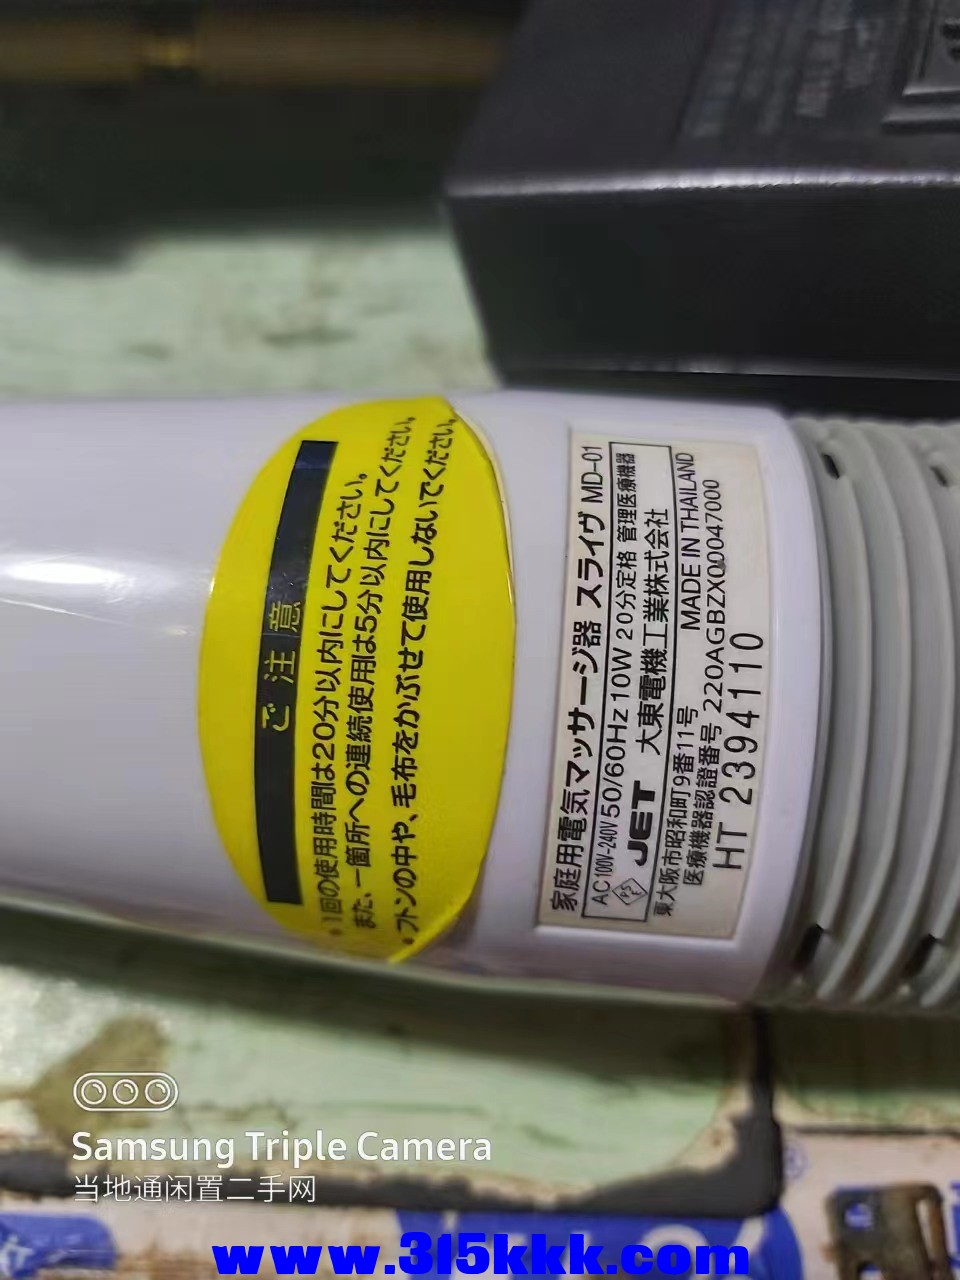 ご注意
・1回の使用時間は20分以内にしてください。
また、一箇所への連続使用は5分以内にしてください。
・フトンの中や、毛布をかぶせて使用しないでください。
家庭用電気マッサージ器 スライヴ MD-01
AC100V-240V 50/60Hz 10W 20分定格 管理医療機器
PS E JET 大東電機工業株式会社
東大阪市昭和町9番11号 MADE IN THAILAND
医療機器認証番号 220AGBZX00047000
HT 2394110
Samsung Triple Camera
当地通闲置二手网
www.315kkk.com